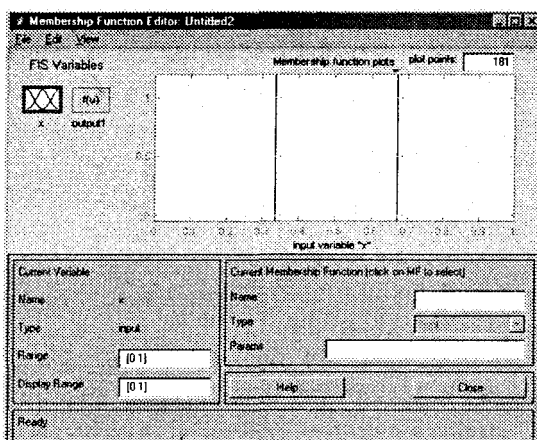 Membership Function Editor: Untitled2
File Edit View
FIS Variables
Membership function plots plot points: 181
f(u)
x output1
1
0.5
0
0 0.1 0.2 0.3 0.4 0.5 0.6 0.7 0.8 0.9 1
input variable "x"
Current Variable
Name x
Type input
Range [0 1]
Display Range [0 1]
Current Membership Function (click on MF to select)
Name
Type
Params
Help Close
Ready